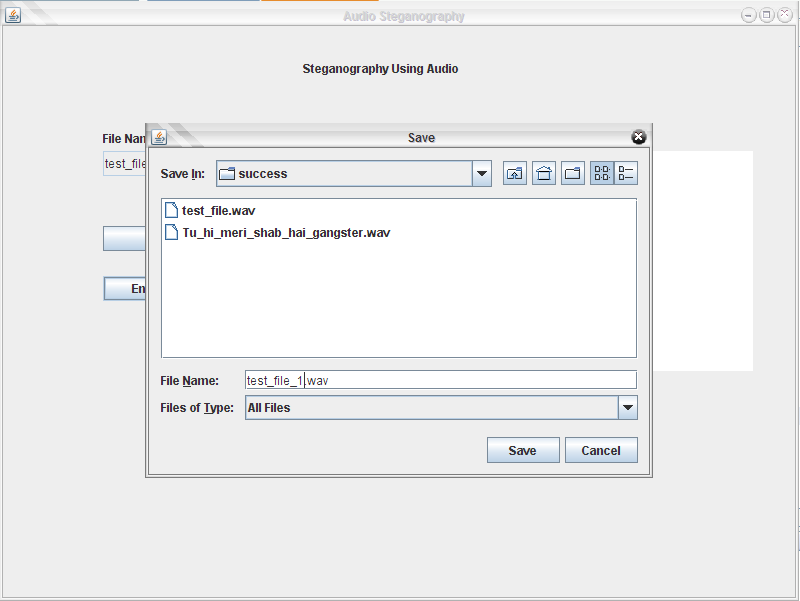 Audio Steganography
Steganography Using Audio
File Nam
test_file
En
Save
Save In: success
test_file.wav
Tu_hi_meri_shab_hai_gangster.wav
File Name: test_file_1.wav
Files of Type: All Files
Save Cancel